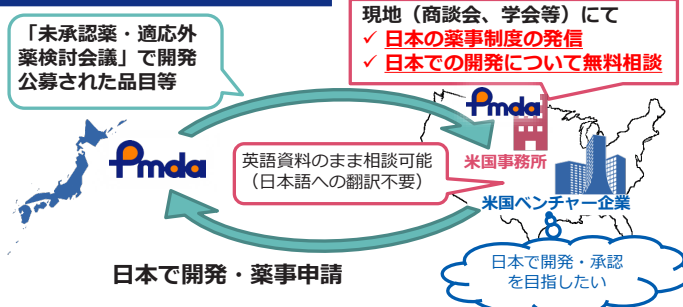 「未承認薬・適応外
薬検討会議」で開発
公募された品目等
現地（商談会、学会等）にて
✓ 日本の薬事制度の発信
✓ 日本での開発について無料相談
Pmda
Pmda
米国事務所
英語資料のまま相談可能
（日本語への翻訳不要）
米国ベンチャー企業
日本で開発・承認
を目指したい
日本で開発・薬事申請